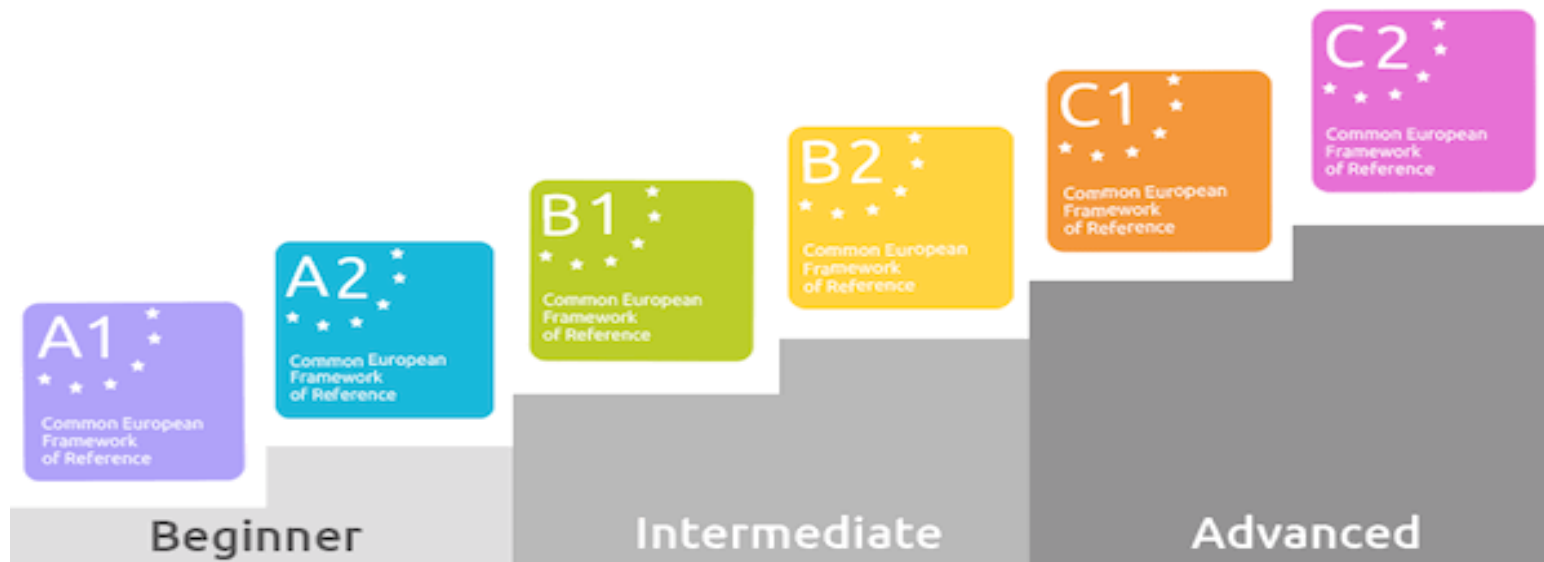 A1
Common European
Framework
of Reference
A2
Common European
Framework
of Reference
B1
Common European
Framework
of Reference
B2
Common European
Framework
of Reference
C1
Common European
Framework
of Reference
C2
Common European
Framework
of Reference
Beginner
Intermediate
Advanced